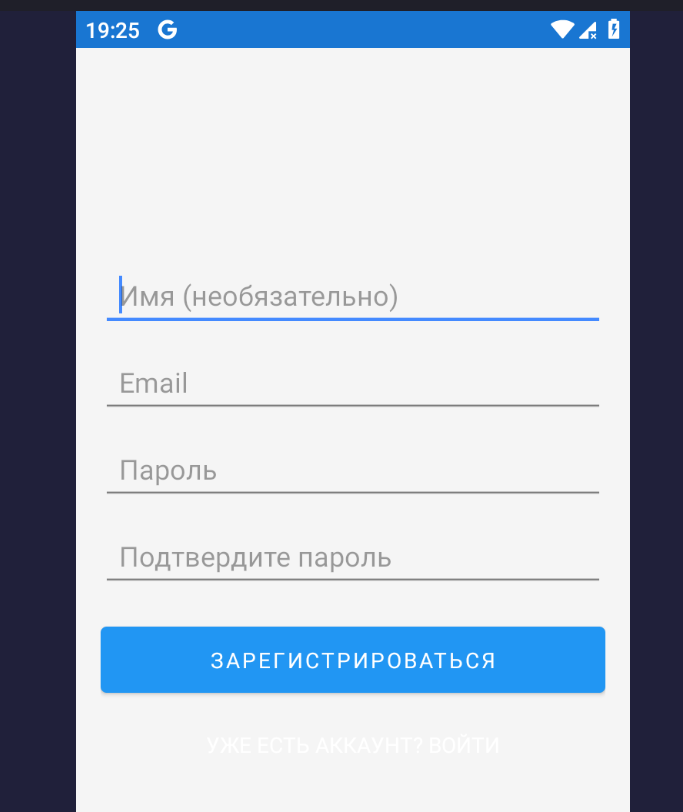 19:25
Имя (необязательно)
Email
Пароль
Подтвердите пароль
ЗАРЕГИСТРИРОВАТЬСЯ
УЖЕ ЕСТЬ АККАУНТ? ВОЙТИ